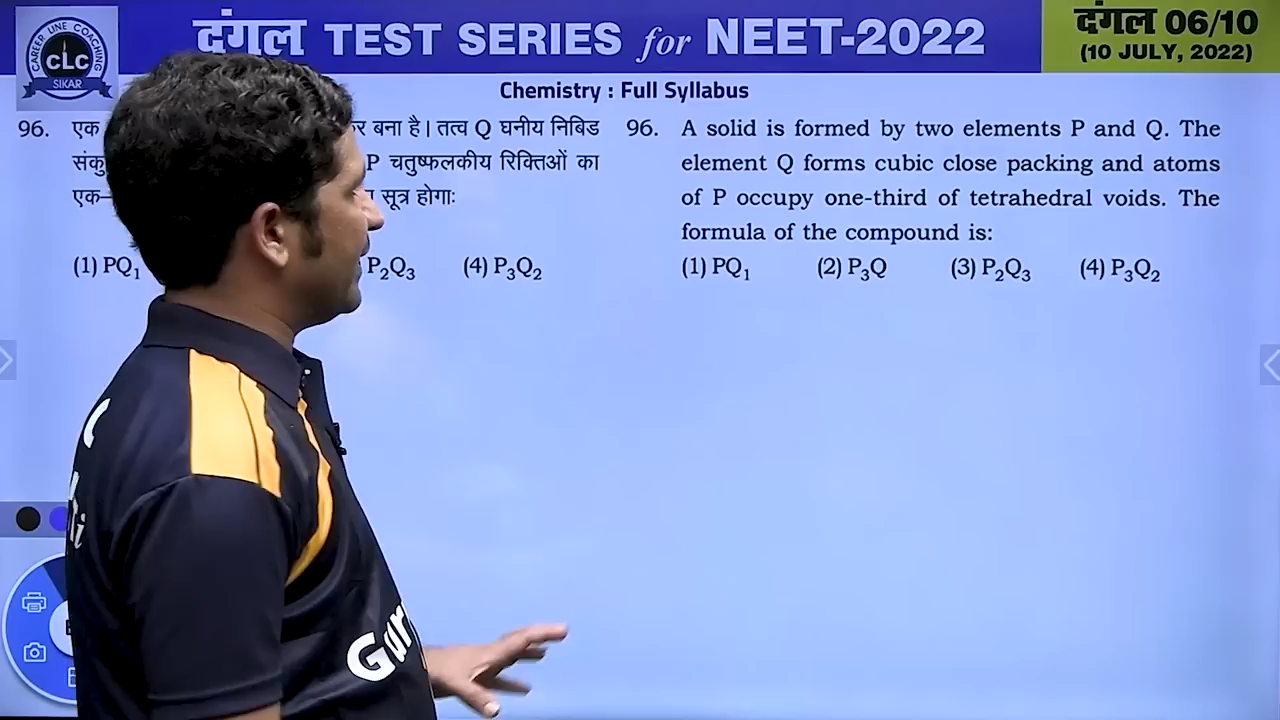 दंगल TEST SERIES for NEET-2022
दंगल 06/10
(10 JULY, 2022)
CAREER LINE COACHING
CLC
SIKAR
Chemistry : Full Syllabus
96. एक बना है। तत्व Q घनीय निबिड
P चतुष्फलकीय रिक्तिओं का
एक– सूत्र होगाः
(1) PQ₁ P₂Q₃ (4) P₃Q₂
96. A solid is formed by two elements P and Q. The
element Q forms cubic close packing and atoms
of P occupy one-third of tetrahedral voids. The
formula of the compound is:
(1) PQ₁ (2) P₃Q (3) P₂Q₃ (4) P₃Q₂